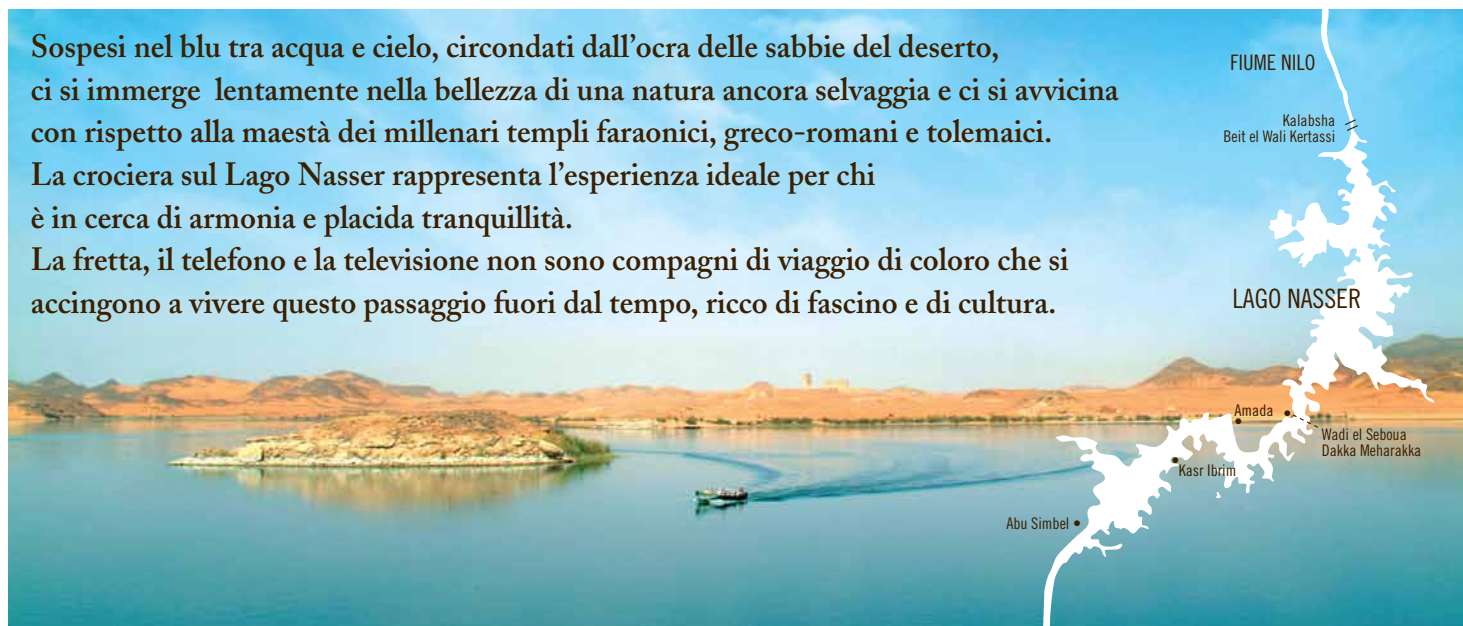 Sospesi nel blu tra acqua e cielo, circondati dall’ocra delle sabbie del deserto,
ci si immerge lentamente nella bellezza di una natura ancora selvaggia e ci si avvicina
con rispetto alla maestà dei millenari templi faraonici, greco-romani e tolemaici.
La crociera sul Lago Nasser rappresenta l’esperienza ideale per chi
è in cerca di armonia e placida tranquillità.
La fretta, il telefono e la televisione non sono compagni di viaggio di coloro che si
accingono a vivere questo passaggio fuori dal tempo, ricco di fascino e di cultura.
FIUME NILO
Kalabsha
Beit el Wali Kertassi
LAGO NASSER
Amada
Wadi el Seboua
Dakka Meharakka
Kasr Ibrim
Abu Simbel